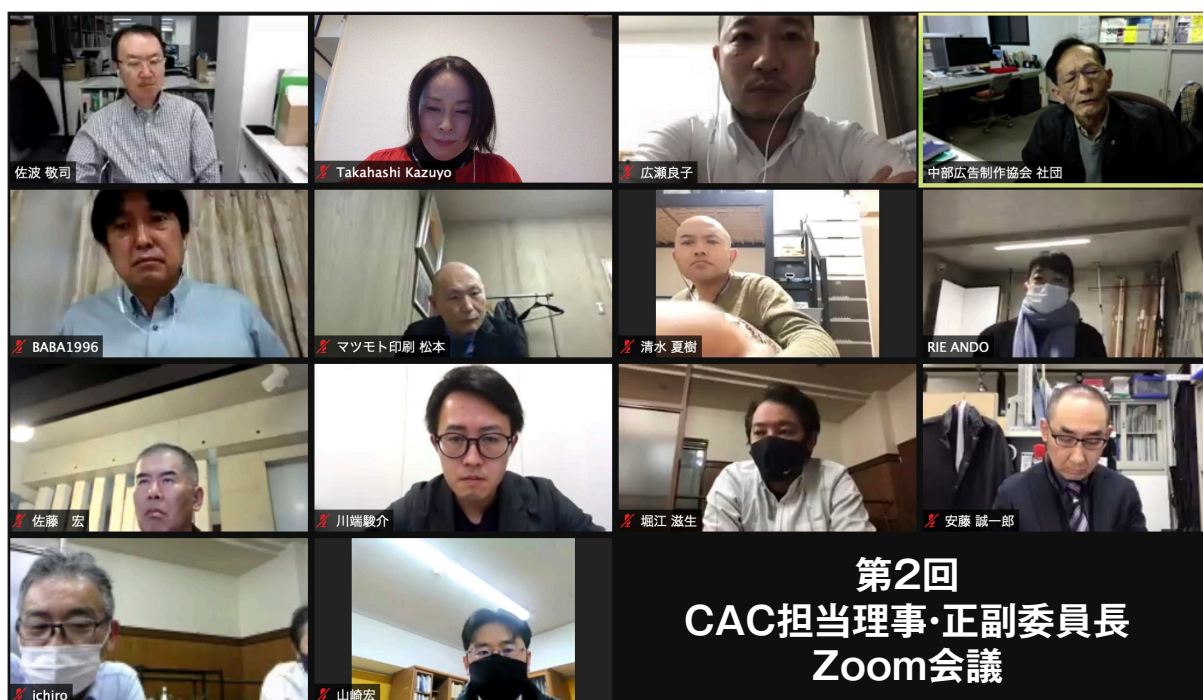 佐波 敬司
Takahashi Kazuyo
広瀬良子
中部広告制作協会 社団
BABA1996
マツモト印刷 松本
清水 夏樹
RIE ANDO
佐藤　宏
川端駿介
堀江 滋生
安藤 誠一郎
ichiro
山崎宏
第2回
CAC担当理事・正副委員長
Zoom会議